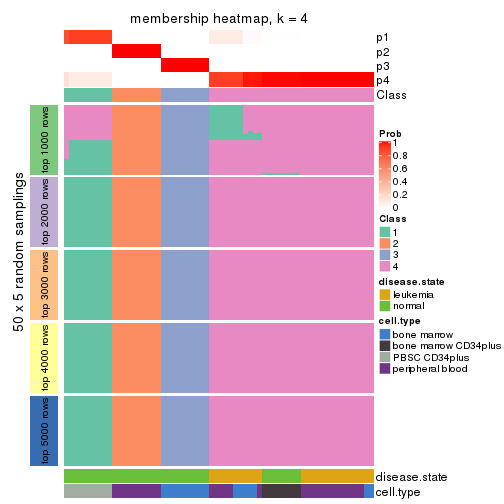 membership heatmap, k = 4
p1
p2
p3
p4
Class
50 x 5 random samplings
top 1000 rows
top 2000 rows
top 3000 rows
top 4000 rows
top 5000 rows
disease.state
cell.type
Prob
1
0.8
0.6
0.4
0.2
0
Class
1
2
3
4
disease.state
leukemia
normal
cell.type
bone marrow
bone marrow CD34plus
PBSC CD34plus
peripheral blood